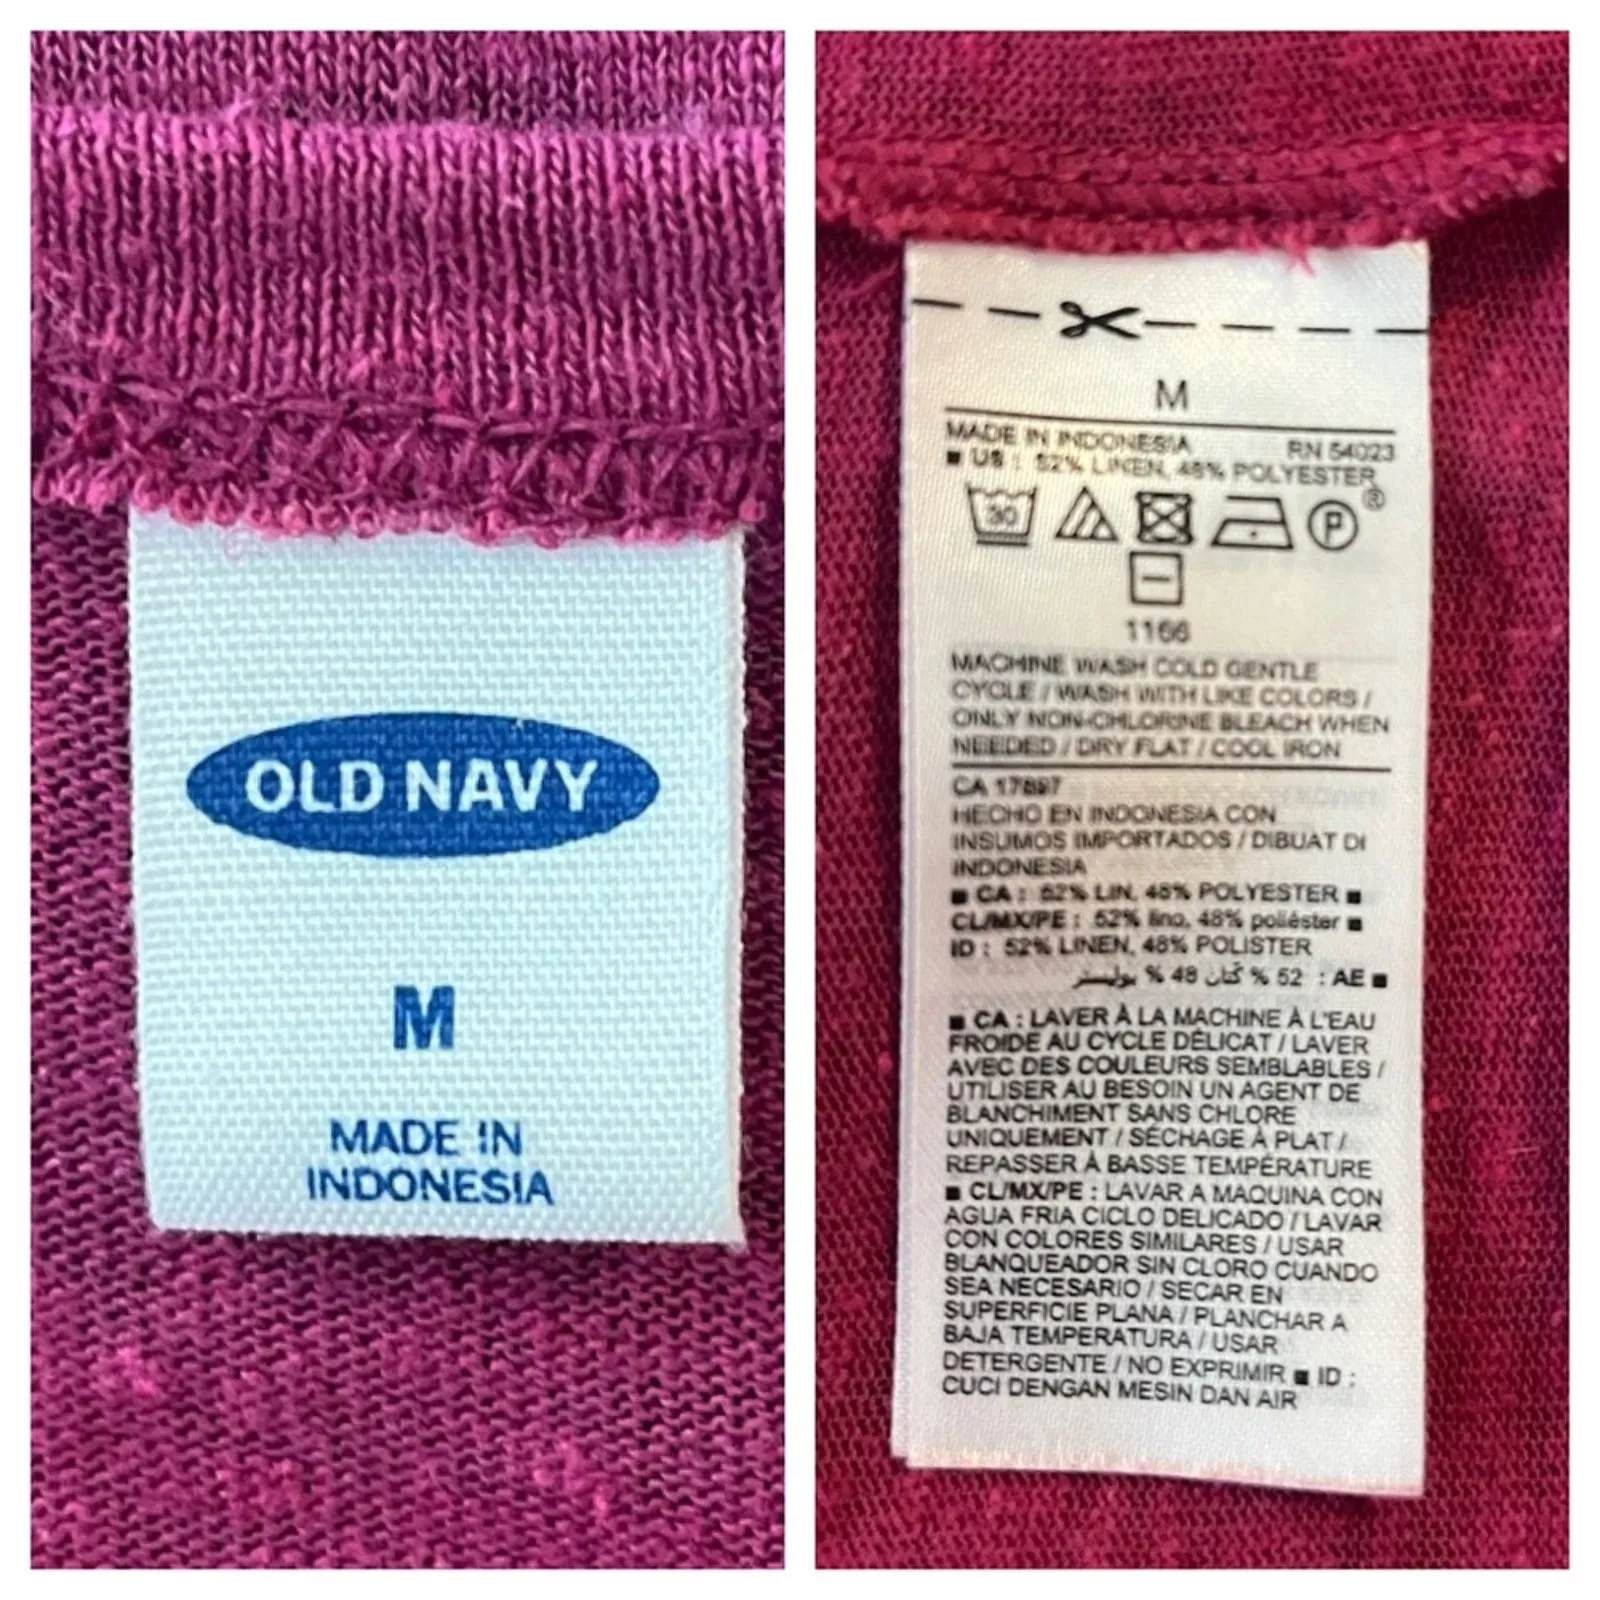 OLD NAVY
M
MADE IN
INDONESIA
M
MADE IN INDONESIA RN 54023
■ US : 52% LINEN, 48% POLYESTER
30 P ®
1166
MACHINE WASH COLD GENTLE
CYCLE / WASH WITH LIKE COLORS /
ONLY NON-CHLORINE BLEACH WHEN
NEEDED / DRY FLAT / COOL IRON
CA 17897
HECHO EN INDONESIA CON
INSUMOS IMPORTADOS / DIBUAT DI
INDONESIA
■ CA : 52% LIN, 48% POLYESTER ■
CL/MX/PE : 52% lino, 48% poliéster ■
ID : 52% LINEN, 48% POLISTER
■ AE : 52 % كتان 48 % بوليستر
■ CA : LAVER À LA MACHINE À L'EAU
FROIDE AU CYCLE DÉLICAT / LAVER
AVEC DES COULEURS SEMBLABLES /
UTILISER AU BESOIN UN AGENT DE
BLANCHIMENT SANS CHLORE
UNIQUEMENT / SÉCHAGE À PLAT /
REPASSER À BASSE TEMPÉRATURE
■ CL/MX/PE : LAVAR A MAQUINA CON
AGUA FRIA CICLO DELICADO / LAVAR
CON COLORES SIMILARES / USAR
BLANQUEADOR SIN CLORO CUANDO
SEA NECESARIO / SECAR EN
SUPERFICIE PLANA / PLANCHAR A
BAJA TEMPERATURA / USAR
DETERGENTE / NO EXPRIMIR ■ ID :
CUCI DENGAN MESIN DAN AIR